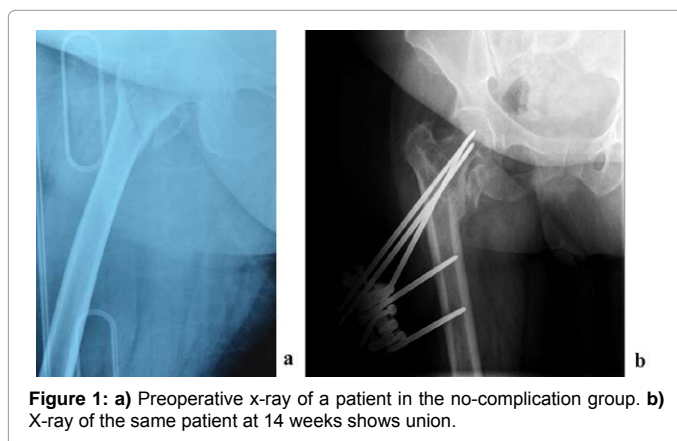 a
b
Figure 1: a) Preoperative x-ray of a patient in the no-complication group. b)
X-ray of the same patient at 14 weeks shows union.